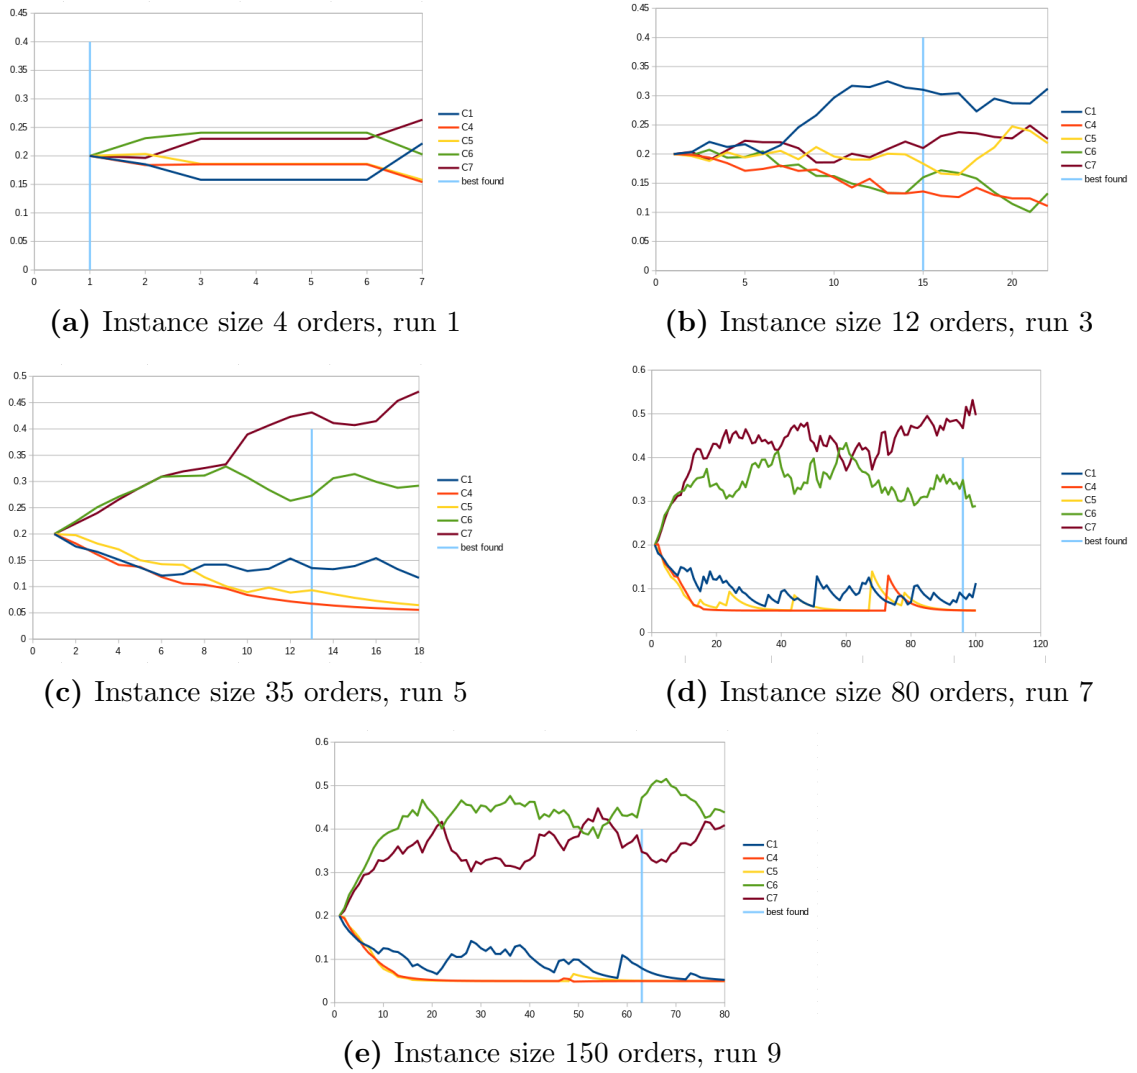 0.45
0.4
0.35
0.3
0.25
0.2
0.15
0.1
0.05
0
0 1 2 3 4 5 6 7
C1
C4
C5
C6
C7
best found
(a) Instance size 4 orders, run 1
0.45
0.4
0.35
0.3
0.25
0.2
0.15
0.1
0.05
0
0 5 10 15 20
C1
C4
C5
C6
C7
best found
(b) Instance size 12 orders, run 3
0.5
0.45
0.4
0.35
0.3
0.25
0.2
0.15
0.1
0.05
0
0 2 4 6 8 10 12 14 16 18
C1
C4
C5
C6
C7
best found
(c) Instance size 35 orders, run 5
0.6
0.5
0.4
0.3
0.2
0.1
0
0 20 40 60 80 100 120
C1
C4
C5
C6
C7
best found
(d) Instance size 80 orders, run 7
0.6
0.5
0.4
0.3
0.2
0.1
0
0 10 20 30 40 50 60 70 80
C1
C4
C5
C6
C7
best found
(e) Instance size 150 orders, run 9